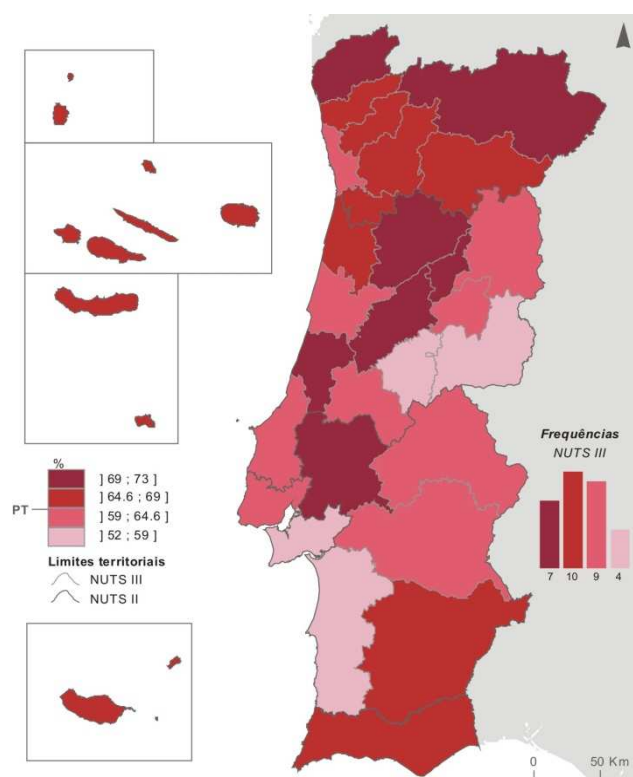 %
] 69 ; 73 ]
] 64.6 ; 69 ]
PT
] 59 ; 64.6 ]
] 52 ; 59 ]
Limites territoriais
NUTS III
NUTS II
Frequências
NUTS III
7 10 9 4
0 50 Km